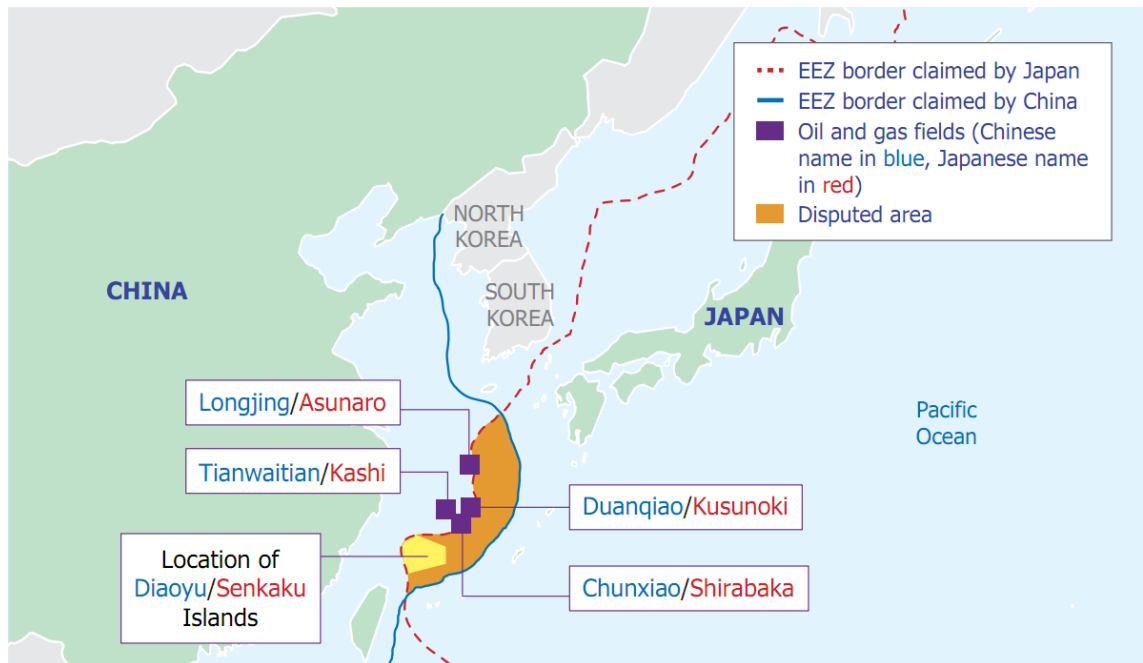 EEZ border claimed by Japan
EEZ border claimed by China
Oil and gas fields (Chinese
name in blue, Japanese name
in red)
Disputed area
NORTH
KOREA
CHINA
SOUTH
KOREA
JAPAN
Longjing/Asunaro
Pacific
Ocean
Tianwaitian/Kashi
Duanqiao/Kusunoki
Location of
Diaoyu/Senkaku
Islands
Chunxiao/Shirabaka